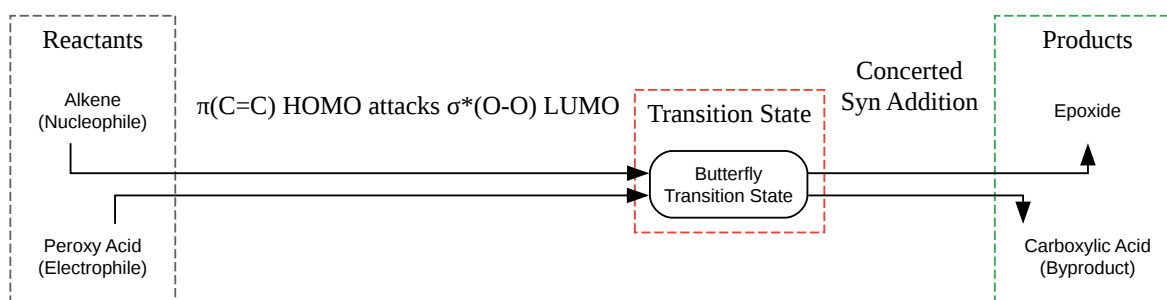 Reactants
Alkene
(Nucleophile)
Peroxy Acid
(Electrophile)
π(C=C) HOMO attacks σ*(O-O) LUMO
Transition State
Butterfly
Transition State
Concerted
Syn Addition
Products
Epoxide
Carboxylic Acid
(Byproduct)